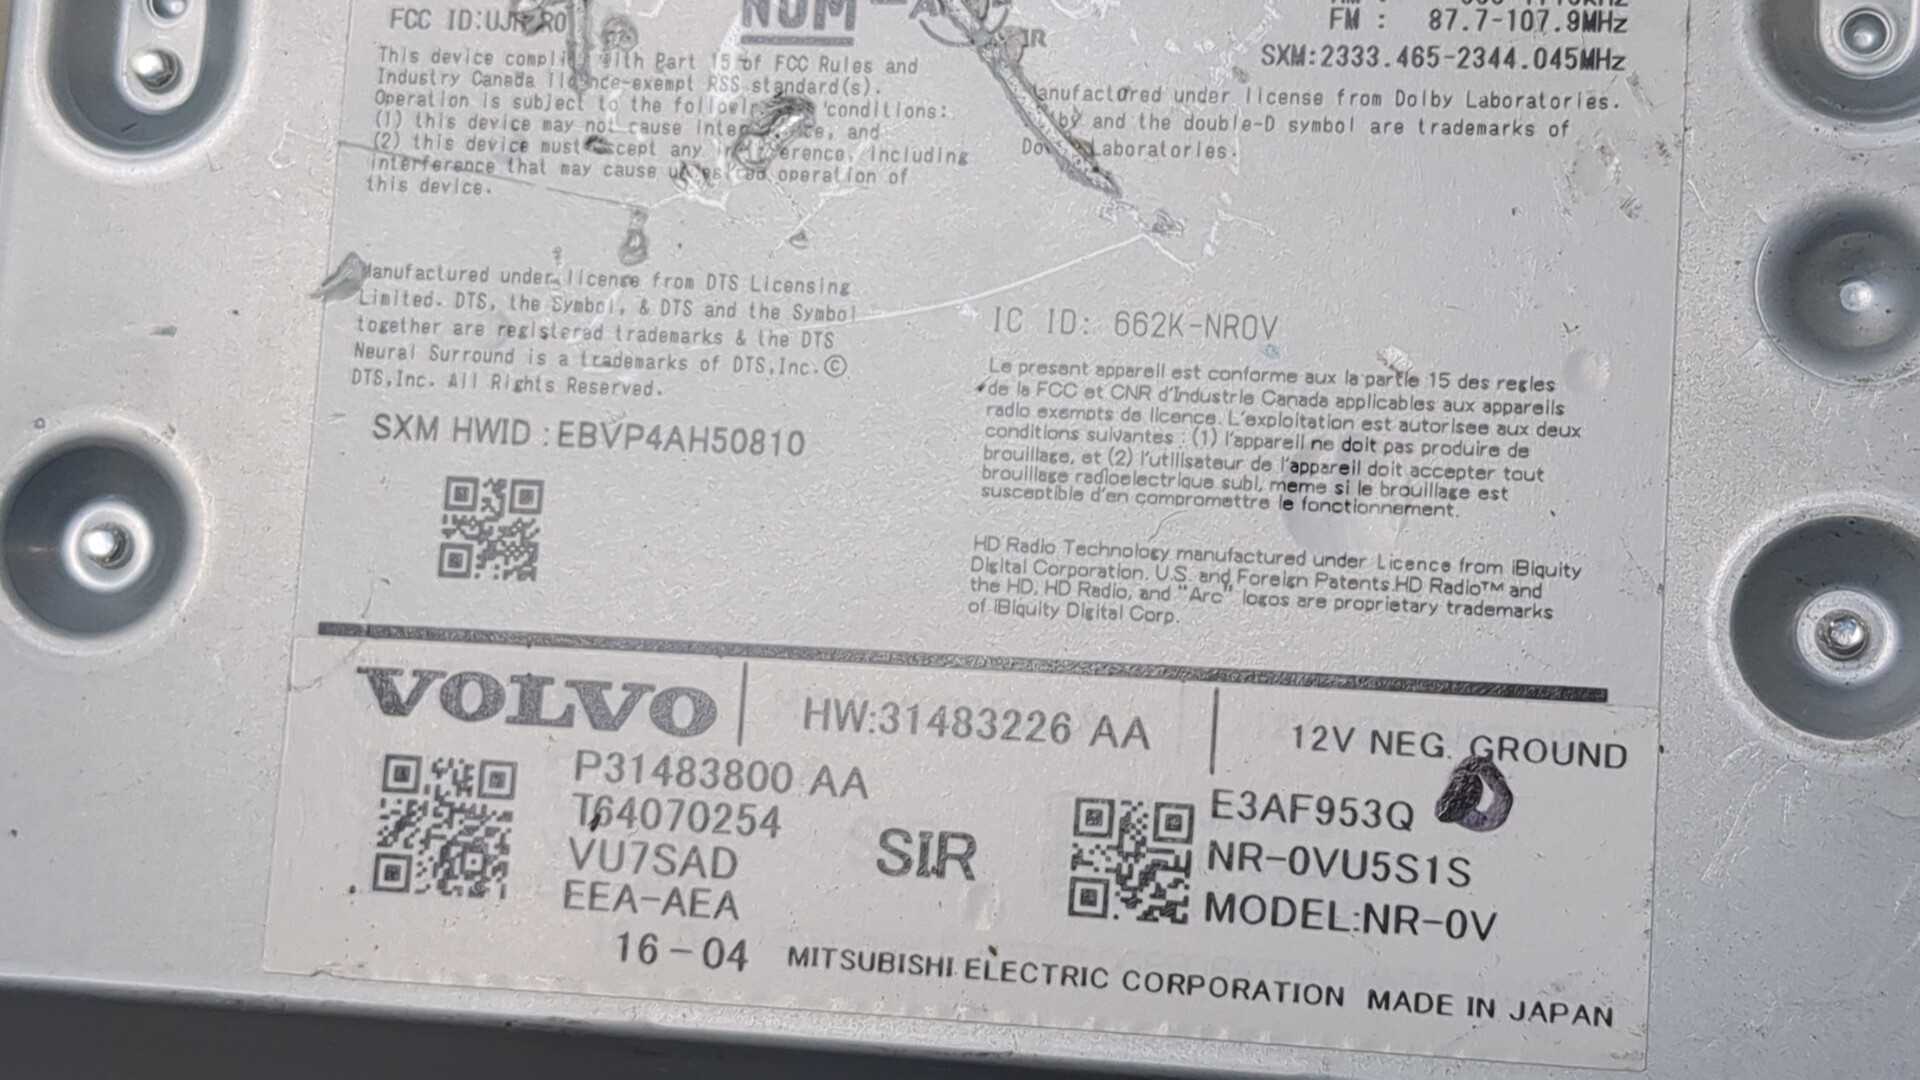 FCC ID:UJ RO
NUM -A
IR
FM : 87.7-107.9MHz
SXM:2333.465-2344.045MHz
This device compli with Part 15 of FCC Rules and
Industry Canada licence-exempt RSS standard(s).
Operation is subject to the following conditions:
(1) this device may not cause interference, and
(2) this device must accept any interference, including
interference that may cause undesired operation of
this device.
Manufactured under license from Dolby Laboratories.
Dolby and the double-D symbol are trademarks of
Dolby Laboratories.
Manufactured under license from DTS Licensing
Limited. DTS, the Symbol, & DTS and the Symbol
together are registered trademarks & the DTS
Neural Surround is a trademarks of DTS,Inc.©
DTS,Inc. All Rights Reserved.
SXM HWID : EBVP4AH50810
IC ID: 662K-NR0V
Le present appareil est conforme aux la partie 15 des regles
de la FCC et CNR d'Industrie Canada applicables aux appareils
radio exempts de licence. L'exploitation est autorisee aux deux
conditions suivantes : (1) l'appareil ne doit pas produire de
brouillage, et (2) l'utilisateur de l'appareil doit accepter tout
brouillage radioelectrique subi, meme si le brouillage est
susceptible d'en compromettre le fonctionnement.
HD Radio Technology manufactured under Licence from iBiquity
Digital Corporation. U.S. and Foreign Patents.HD Radio™ and
the HD, HD Radio, and "Arc" logos are proprietary trademarks
of iBiquity Digital Corp.
VOLVO
HW:31483226 AA
12V NEG. GROUND
P31483800 AA
T64070254
VU7SAD
EEA-AEA
SIR
E3AF953Q
NR-0VU5S1S
MODEL:NR-0V
16-04 MITSUBISHI ELECTRIC CORPORATION MADE IN JAPAN